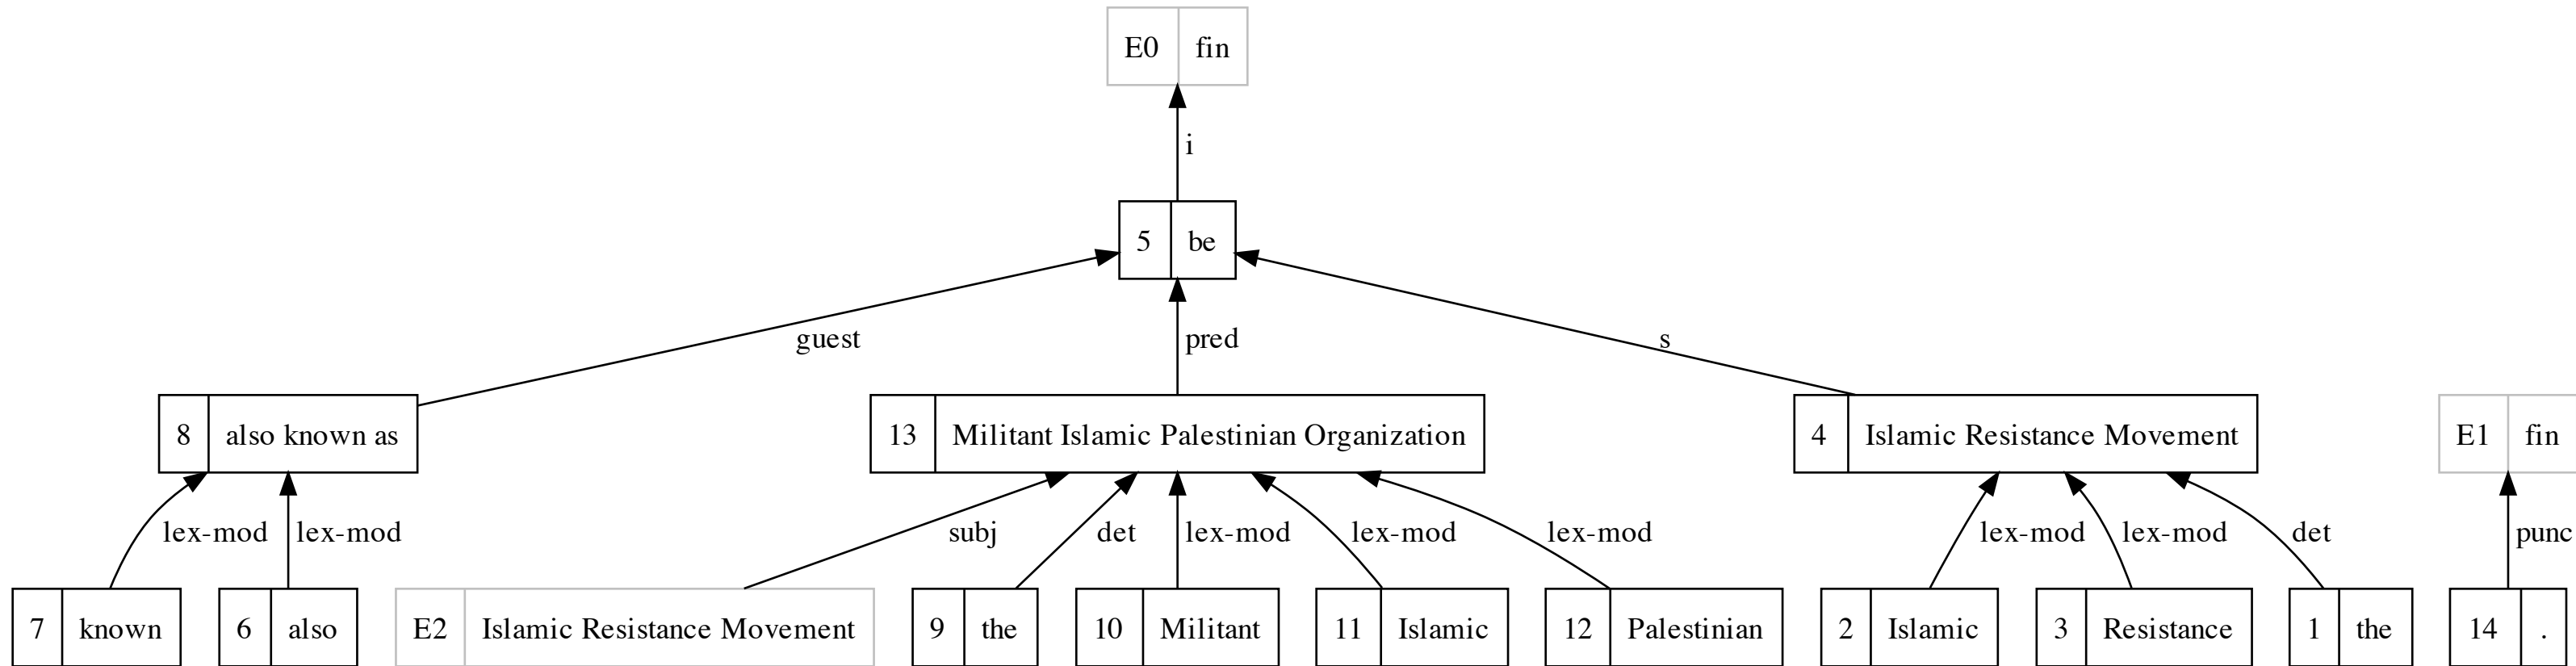 E0 fin
i
5 be
guest pred s
8 also known as 13 Militant Islamic Palestinian Organization 4 Islamic Resistance Movement E1 fin
lex-mod lex-mod subj det lex-mod lex-mod lex-mod lex-mod lex-mod det punc
7 known 6 also E2 Islamic Resistance Movement 9 the 10 Militant 11 Islamic 12 Palestinian 2 Islamic 3 Resistance 1 the 14 .